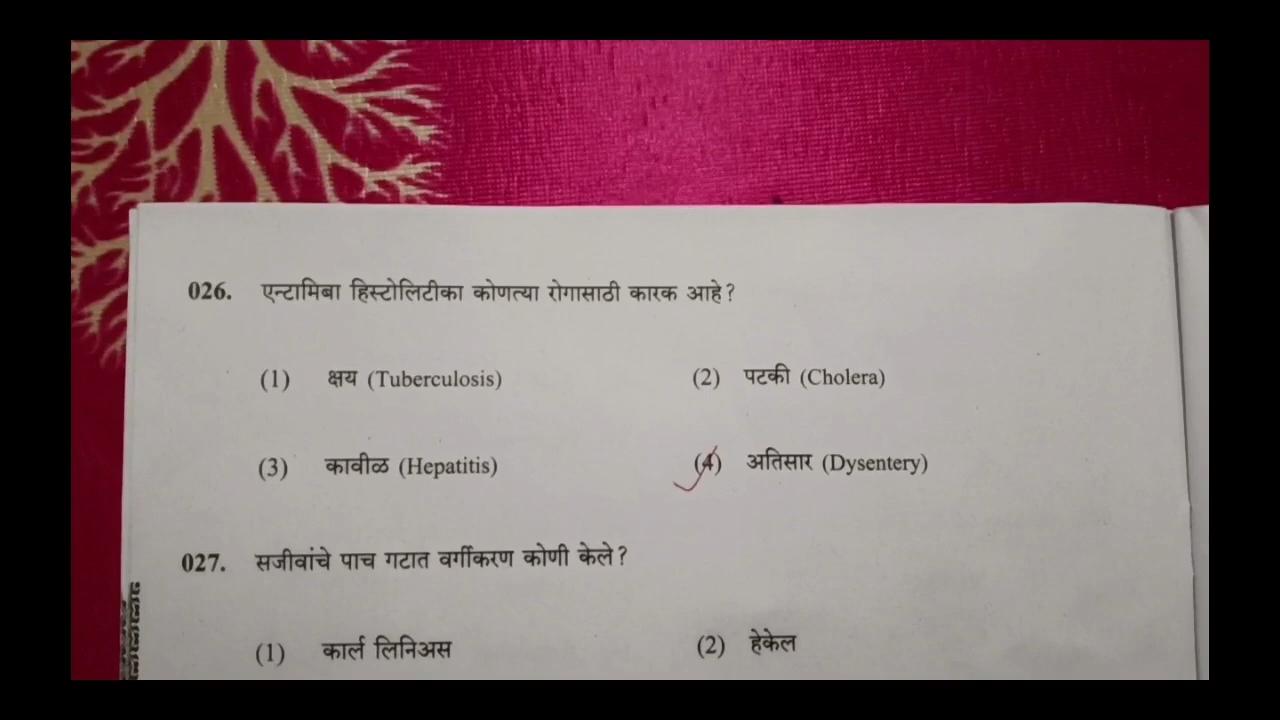 026. एन्टामिबा हिस्टोलिटीका कोणत्या रोगासाठी कारक आहे?
(1) क्षय (Tuberculosis) (2) पटकी (Cholera)
(3) कावीळ (Hepatitis) (4) अतिसार (Dysentery)
027. सजीवांचे पाच गटात वर्गीकरण कोणी केले?
(1) कार्ल लिनिअस (2) हेकेल